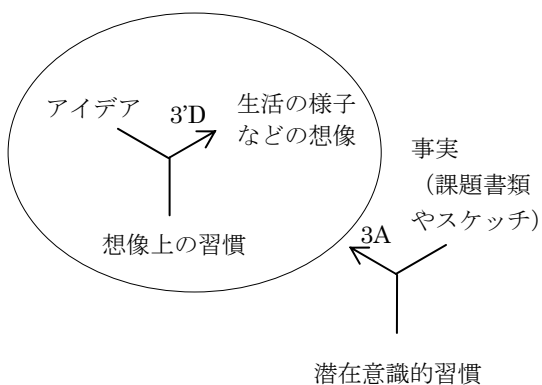 アイデア
3’D
生活の様子
などの想像
想像上の習慣
事実
（課題書類
やスケッチ）
3A
潜在意識的習慣